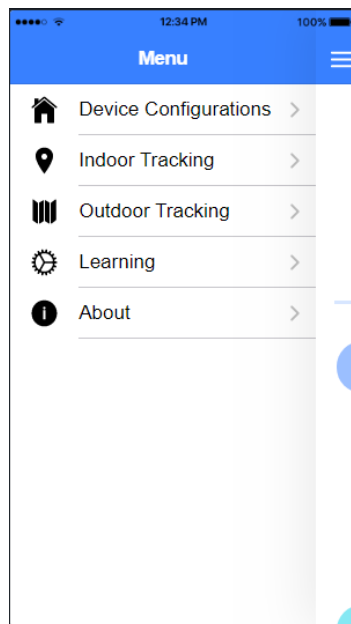 12:34 PM 100%
Menu
Device Configurations
Indoor Tracking
Outdoor Tracking
Learning
About